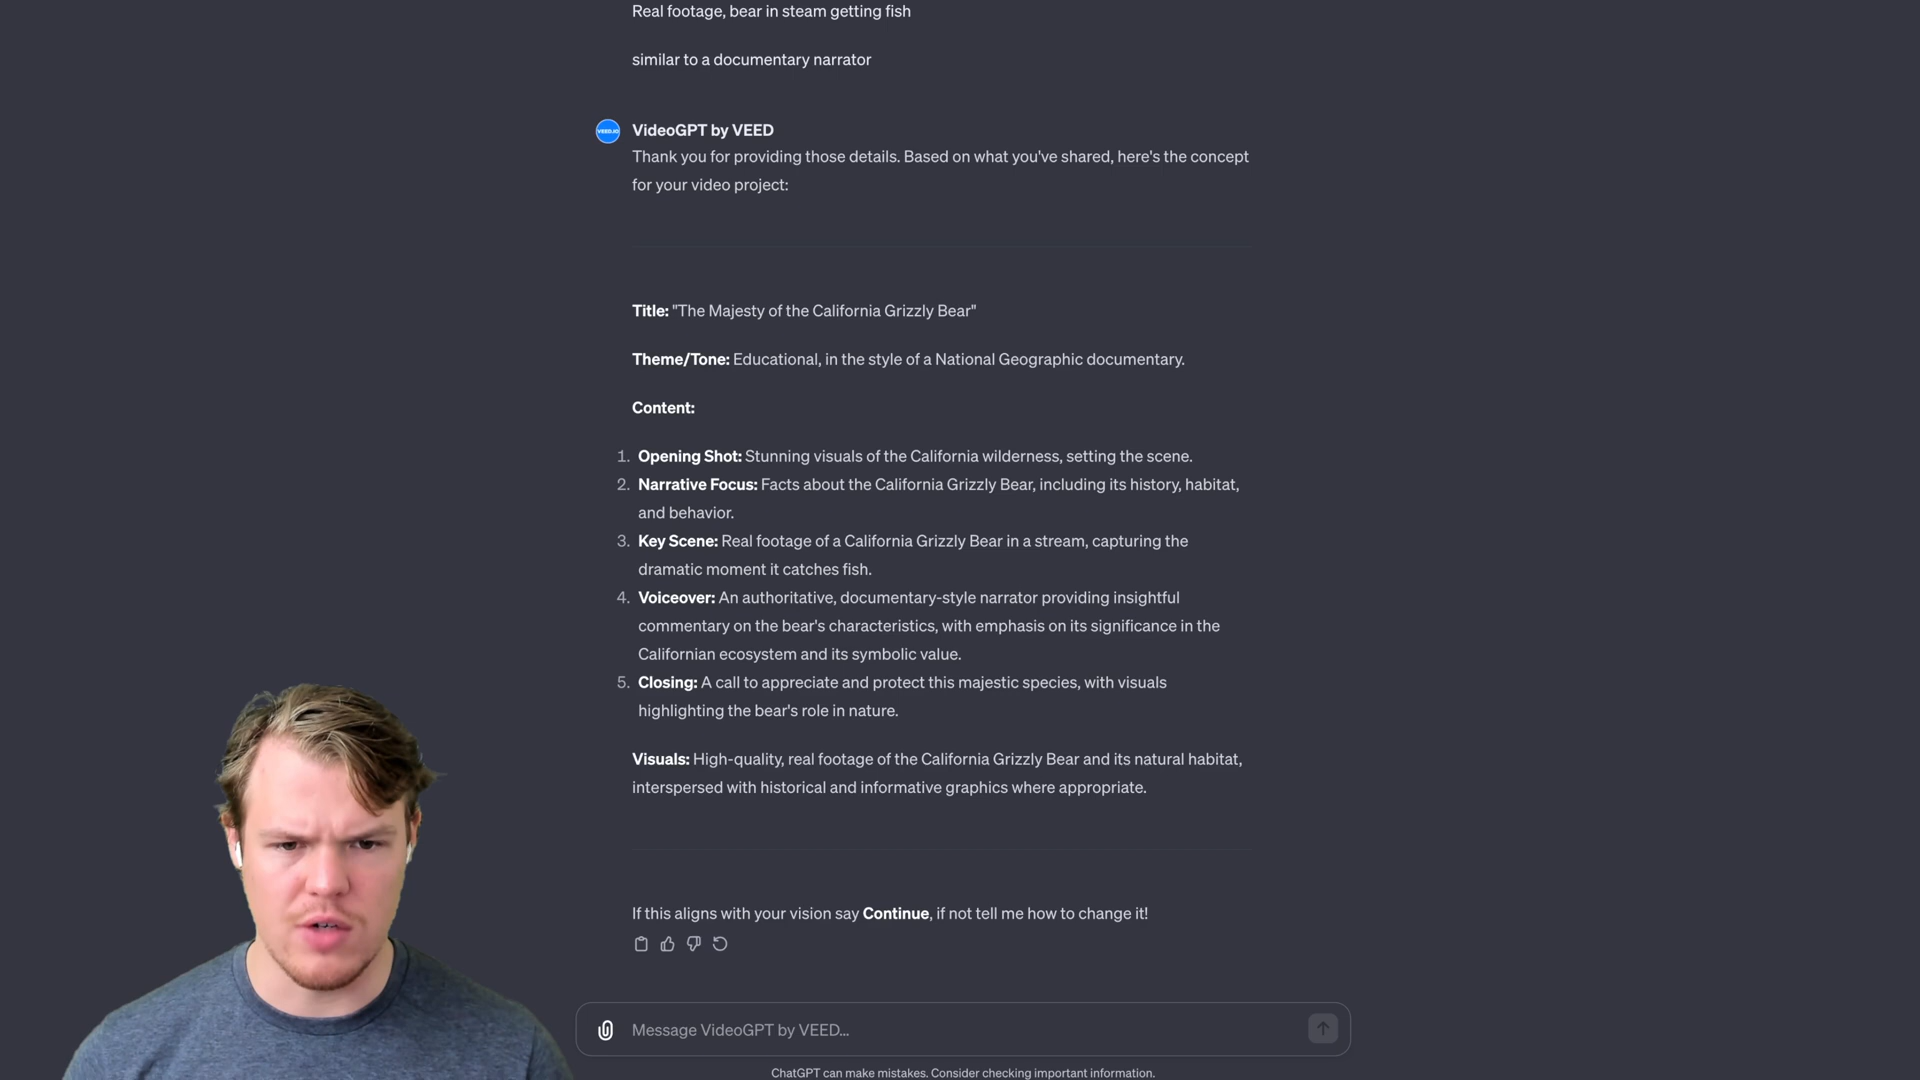 Real footage, bear in steam getting fish
similar to a documentary narrator
VEED.IO
VideoGPT by VEED
Thank you for providing those details. Based on what you've shared, here's the concept
for your video project:
Title: "The Majesty of the California Grizzly Bear"
Theme/Tone: Educational, in the style of a National Geographic documentary.
Content:
1. Opening Shot: Stunning visuals of the California wilderness, setting the scene.
2. Narrative Focus: Facts about the California Grizzly Bear, including its history, habitat,
and behavior.
3. Key Scene: Real footage of a California Grizzly Bear in a stream, capturing the
dramatic moment it catches fish.
4. Voiceover: An authoritative, documentary-style narrator providing insightful
commentary on the bear's characteristics, with emphasis on its significance in the
Californian ecosystem and its symbolic value.
5. Closing: A call to appreciate and protect this majestic species, with visuals
highlighting the bear's role in nature.
Visuals: High-quality, real footage of the California Grizzly Bear and its natural habitat,
interspersed with historical and informative graphics where appropriate.
If this aligns with your vision say Continue, if not tell me how to change it!
Message VideoGPT by VEED...
ChatGPT can make mistakes. Consider checking important information.